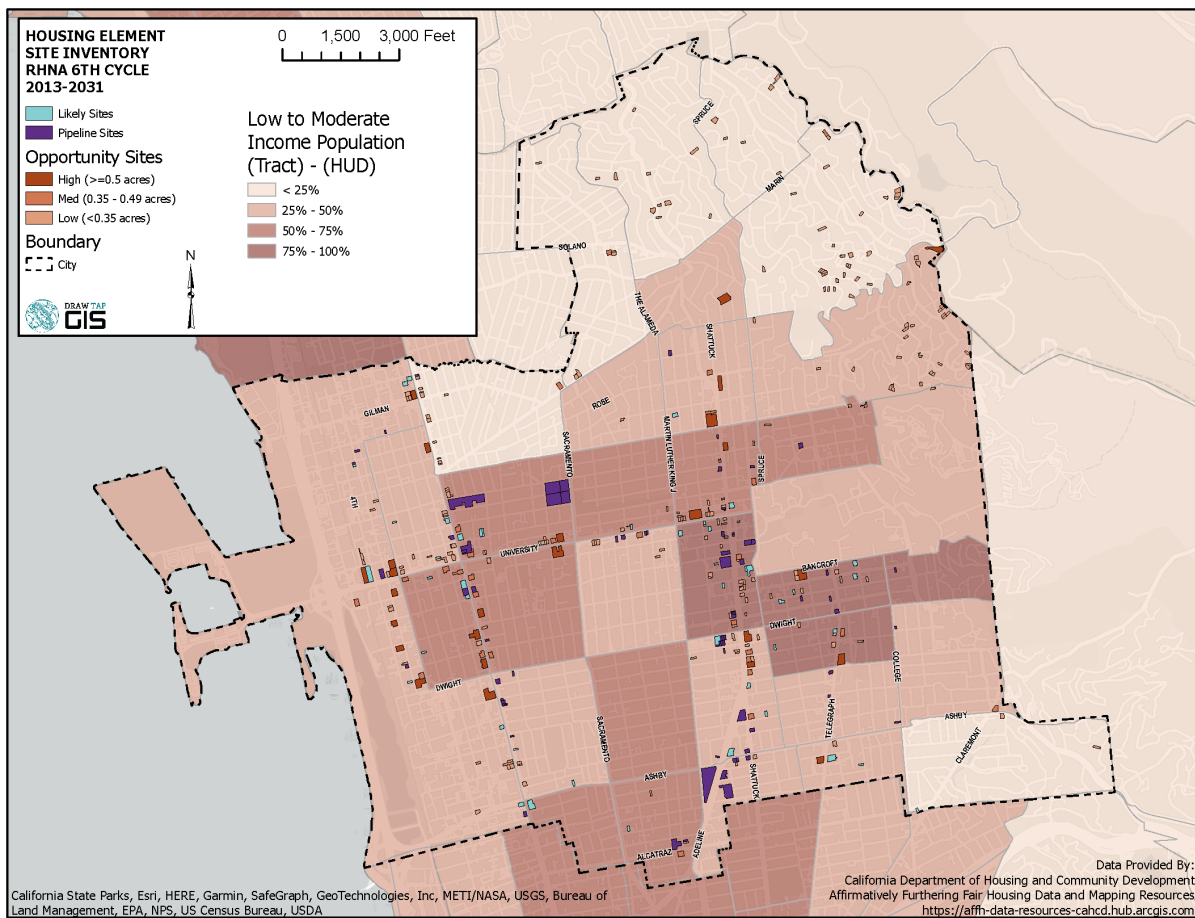 HOUSING ELEMENT
SITE INVENTORY
RHNA 6TH CYCLE
2013-2031
0 1,500 3,000 Feet
Likely Sites
Pipeline Sites
Opportunity Sites
High (>=0.5 acres)
Med (0.35 - 0.49 acres)
Low (<0.35 acres)
Boundary
City
Low to Moderate
Income Population
(Tract) - (HUD)
< 25%
25% - 50%
50% - 75%
75% - 100%
N
DRAW TAP
GIS
SPRUCE
MARIN
SOLANO
THE ALAMEDA
SHATTUCK
GILMAN
ROSE
SACRAMENTO
MARTIN LUTHER KING J
SPRUCE
4TH
UNIVERSITY
BANCROFT
DWIGHT
DWIGHT
COLLEGE
SACRAMENTO
TELEGRAPH
ASHBY
CLAREMONT
ASHBY
SHATTUCK
ADELINE
ALCATRAZ
California State Parks, Esri, HERE, Garmin, SafeGraph, GeoTechnologies, Inc, METI/NASA, USGS, Bureau of
Land Management, EPA, NPS, US Census Bureau, USDA
Data Provided By:
California Department of Housing and Community Development
Affirmatively Furthering Fair Housing Data and Mapping Resources
https://affh-data-resources-cahcd.hub.arcgis.com